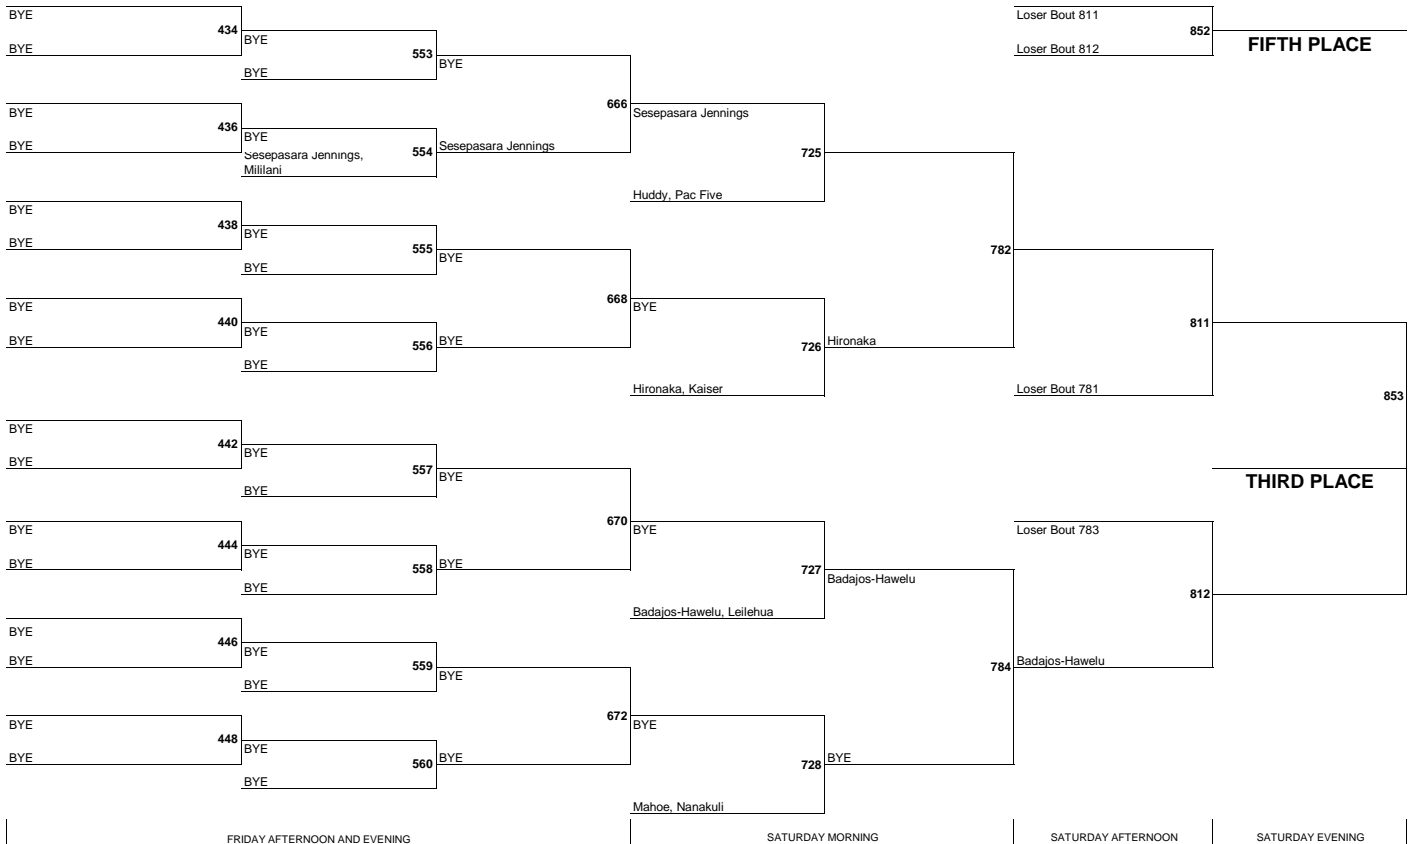 BYE
434
BYE
BYE
553
BYE
BYE
BYE
436
BYE
BYE
Sesepasara Jennings,
Mililani
554
Sesepasara Jennings
666
Sesepasara Jennings
725
Huddy, Pac Five
BYE
438
BYE
BYE
555
BYE
BYE
BYE
440
BYE
BYE
556
BYE
BYE
668
BYE
726
Hironaka
Hironaka, Kaiser
782
Loser Bout 811
852
Loser Bout 812
FIFTH PLACE
811
Loser Bout 781
853
THIRD PLACE
BYE
442
BYE
BYE
557
BYE
BYE
BYE
444
BYE
BYE
558
BYE
BYE
670
BYE
727
Badajos-Hawelu
Badajos-Hawelu, Leilehua
BYE
446
BYE
BYE
559
BYE
BYE
BYE
448
BYE
BYE
560
BYE
BYE
672
BYE
728
BYE
Mahoe, Nanakuli
784
Badajos-Hawelu
Loser Bout 783
812
FRIDAY AFTERNOON AND EVENING
SATURDAY MORNING
SATURDAY AFTERNOON
SATURDAY EVENING